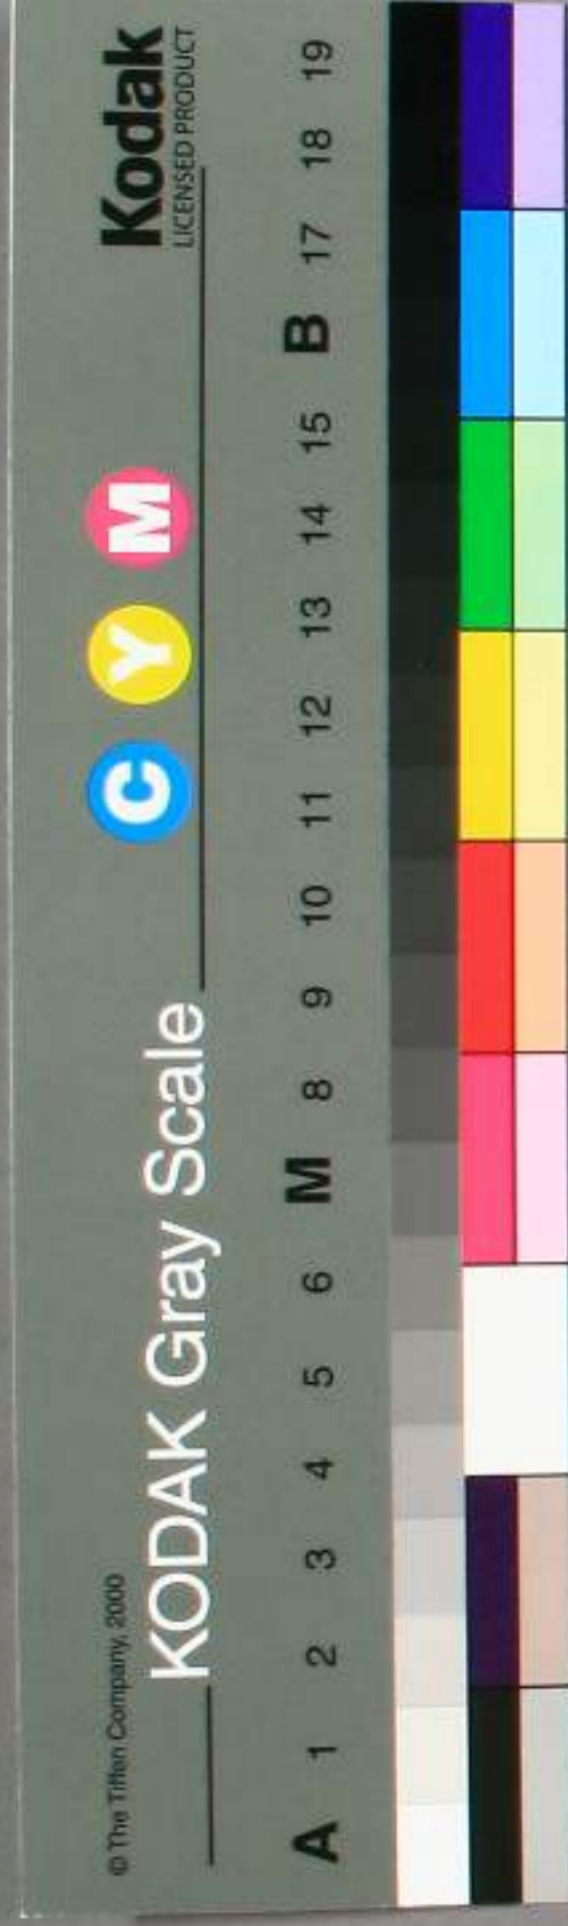 © The Tiffen Company, 2000
KODAK Gray Scale
C Y M
Kodak
LICENSED PRODUCT
A 1 2 3 4 5 6 M 8 9 10 11 12 13 14 15 B 17 18 19